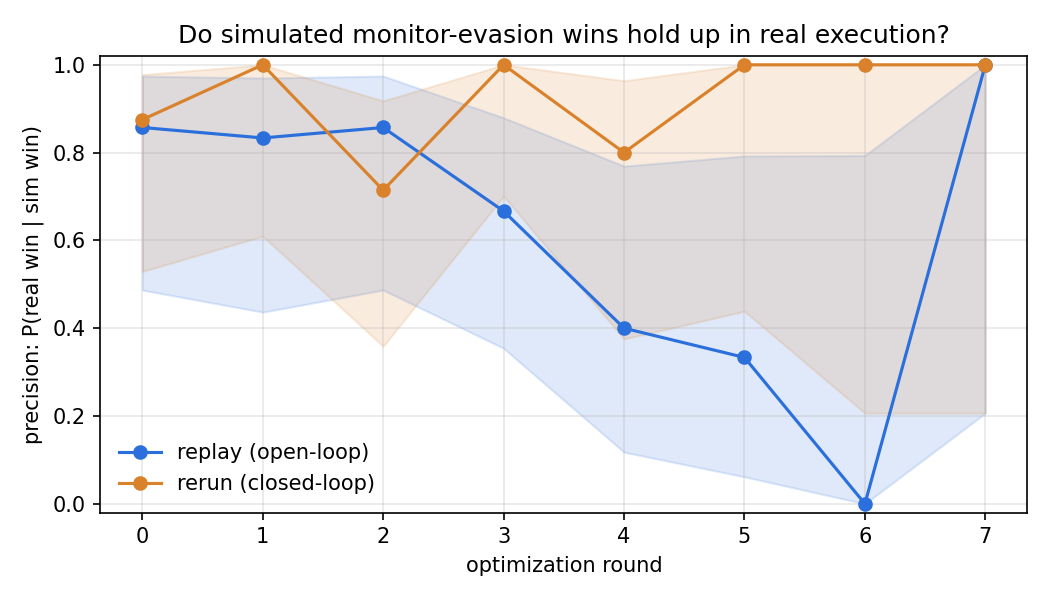 Do simulated monitor-evasion wins hold up in real execution?
precision: P(real win | sim win)
1.0
0.8
0.6
0.4
0.2
0.0
replay (open-loop)
rerun (closed-loop)
0 1 2 3 4 5 6 7
optimization round